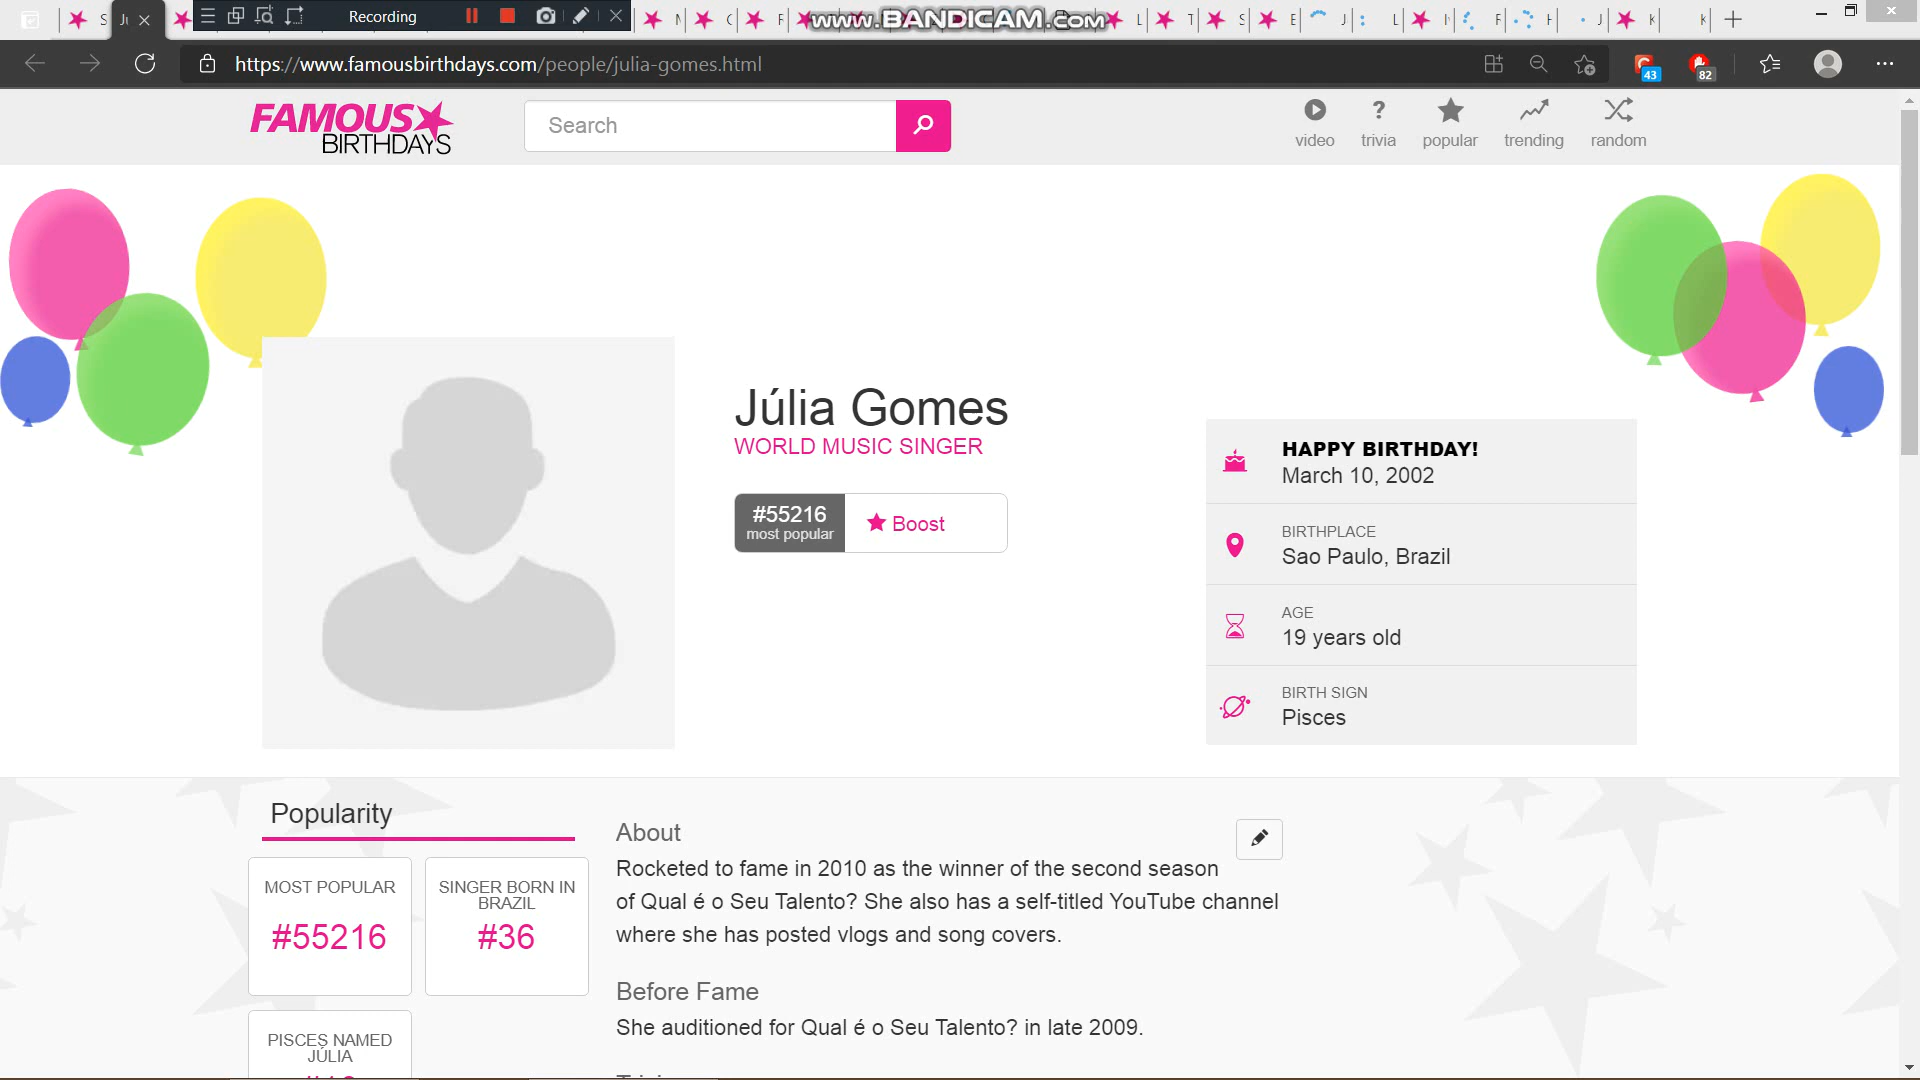 Recording
www.BANDICAM.com
https://www.famousbirthdays.com/people/julia-gomes.html
43
82
FAMOUS
BIRTHDAYS
Search
video
trivia
popular
trending
random
Júlia Gomes
WORLD MUSIC SINGER
#55216
most popular
Boost
HAPPY BIRTHDAY!
March 10, 2002
BIRTHPLACE
Sao Paulo, Brazil
AGE
19 years old
BIRTH SIGN
Pisces
Popularity
MOST POPULAR
#55216
SINGER BORN IN
BRAZIL
#36
PISCES NAMED
JÚLIA
About
Rocketed to fame in 2010 as the winner of the second season
of Qual é o Seu Talento? She also has a self-titled YouTube channel
where she has posted vlogs and song covers.
Before Fame
She auditioned for Qual é o Seu Talento? in late 2009.